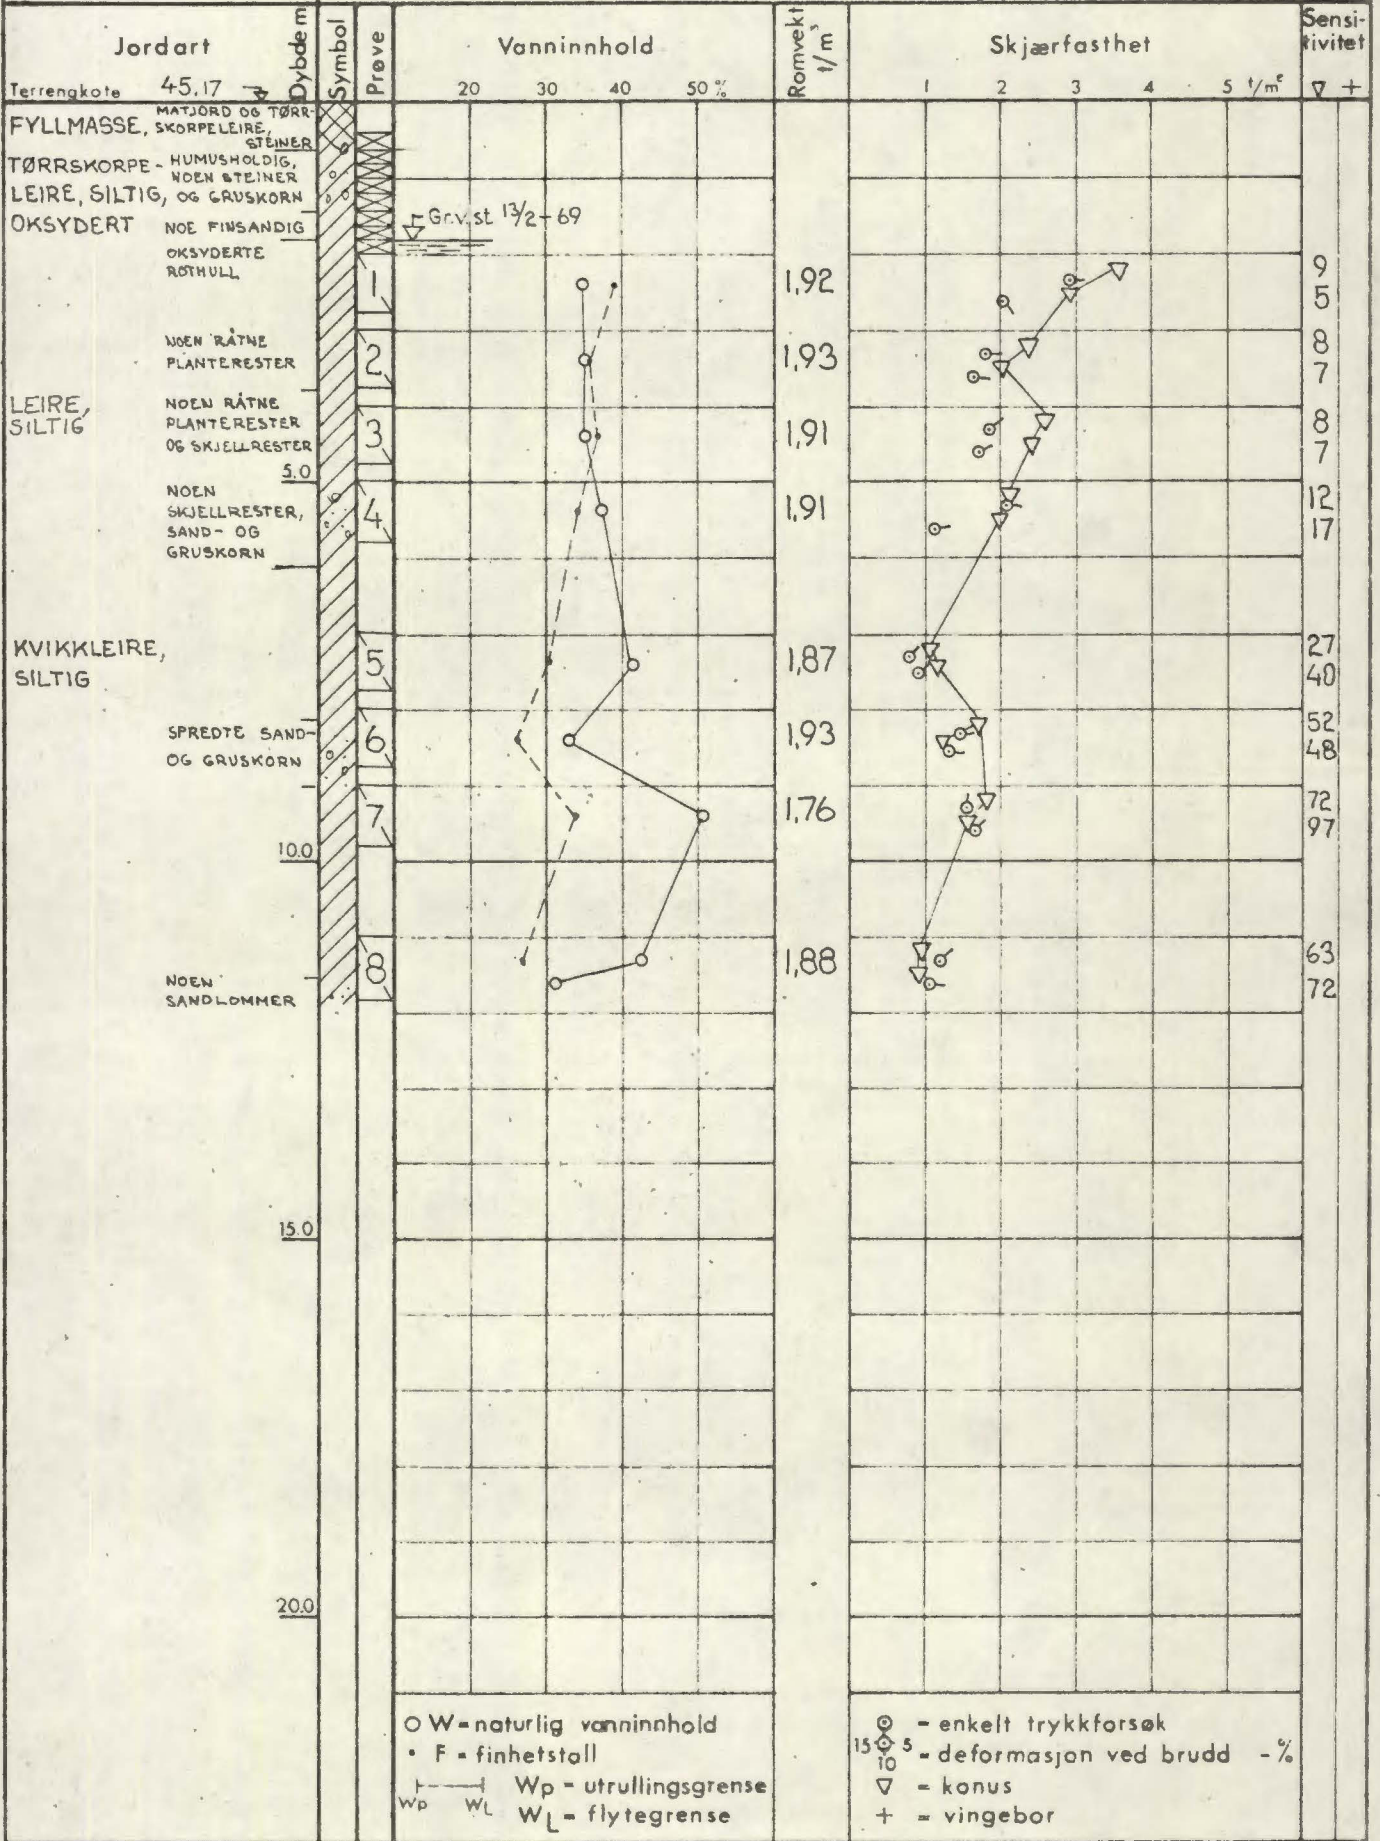 Jordart
Dybde m
Symbol
Prøve
Vanninnhold
Romvekt t/m³
Skjærfasthet
Sensi-
tivitet
Terrengkote 45.17
20 30 40 50 %
1 2 3 4 5 t/m²
▽ +
FYLLMASSE, MATJORD OG TØRR-
SKORPELEIRE,
STEINER
TØRRSKORPE- HUMUSHOLDIG,
NOEN STEINER
LEIRE, SILTIG, OG GRUSKORN
OKSYDERT NOE FINSANDIG
Gr.v.st 13/2-69
OKSYDERTE
ROTHULL
1 1,92 9
5
NOEN RÅTNE
PLANTERESTER
2 1,93 8
7
LEIRE,
SILTIG
NOEN RÅTNE
PLANTERESTER
OG SKJELLRESTER
3 1,91 8
7
5.0
NOEN
SKJELLRESTER,
SAND- OG
GRUSKORN
4 1,91 12
17
KVIKKLEIRE,
SILTIG
5 1,87 27
40
SPREDTE SAND-
OG GRUSKORN
6 1,93 52
48
7 1,76 72
97
10.0
8 1,88 63
72
NOEN
SANDLOMMER
15.0
20.0
O W = naturlig vanninnhold
• F = finhetstall
Wp WL Wp = utrullingsgrense
WL = flytegrense
⊙ = enkelt trykkforsøk
15 5 10 = deformasjon ved brudd - %
▽ = konus
+ = vingebor